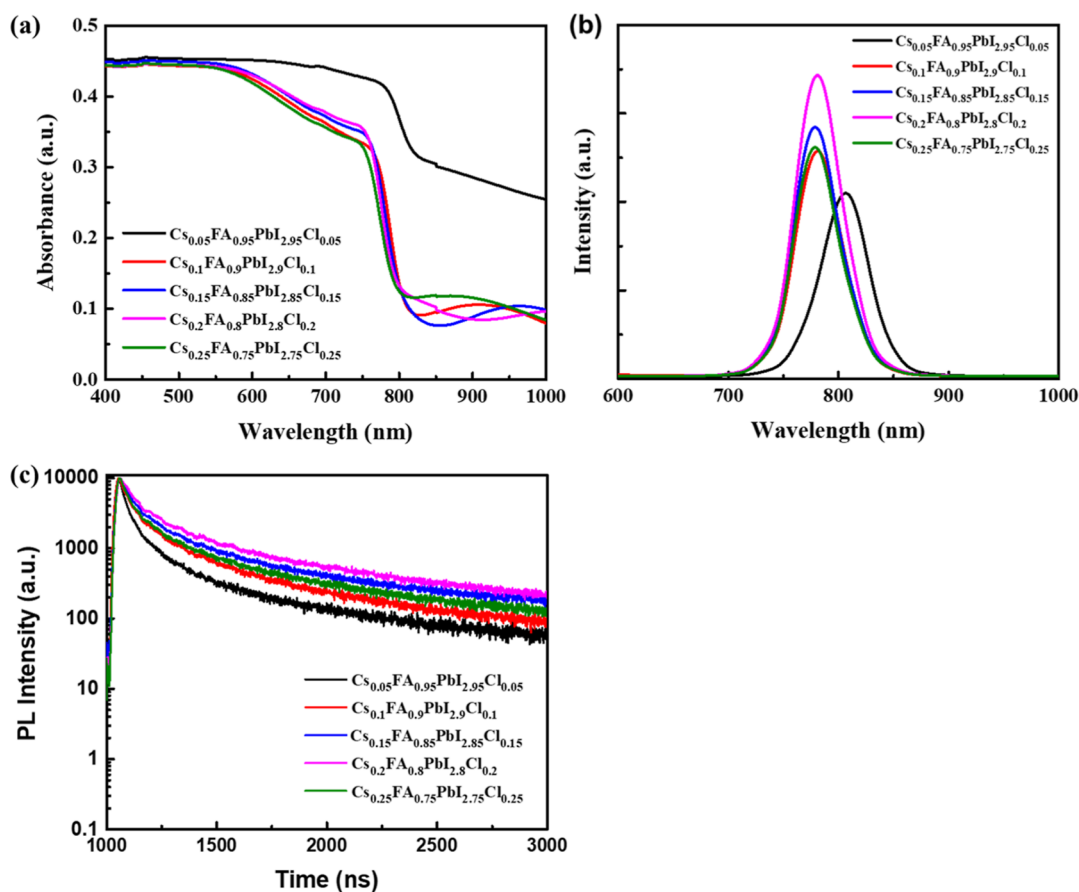 (a)
0.5
0.4
0.3
0.2
0.1
0.0
Absorbance (a.u.)
Cs0.05FA0.95PbI2.95Cl0.05
Cs0.1FA0.9PbI2.9Cl0.1
Cs0.15FA0.85PbI2.85Cl0.15
Cs0.2FA0.8PbI2.8Cl0.2
Cs0.25FA0.75PbI2.75Cl0.25
400 500 600 700 800 900 1000
Wavelength (nm)
(b)
Intensity (a.u.)
Cs0.05FA0.95PbI2.95Cl0.05
Cs0.1FA0.9PbI2.9Cl0.1
Cs0.15FA0.85PbI2.85Cl0.15
Cs0.2FA0.8PbI2.8Cl0.2
Cs0.25FA0.75PbI2.75Cl0.25
600 700 800 900 1000
Wavelength (nm)
(c)
10000
1000
100
10
1
0.1
PL Intensity (a.u.)
Cs0.05FA0.95PbI2.95Cl0.05
Cs0.1FA0.9PbI2.9Cl0.1
Cs0.15FA0.85PbI2.85Cl0.15
Cs0.2FA0.8PbI2.8Cl0.2
Cs0.25FA0.75PbI2.75Cl0.25
1000 1500 2000 2500 3000
Time (ns)